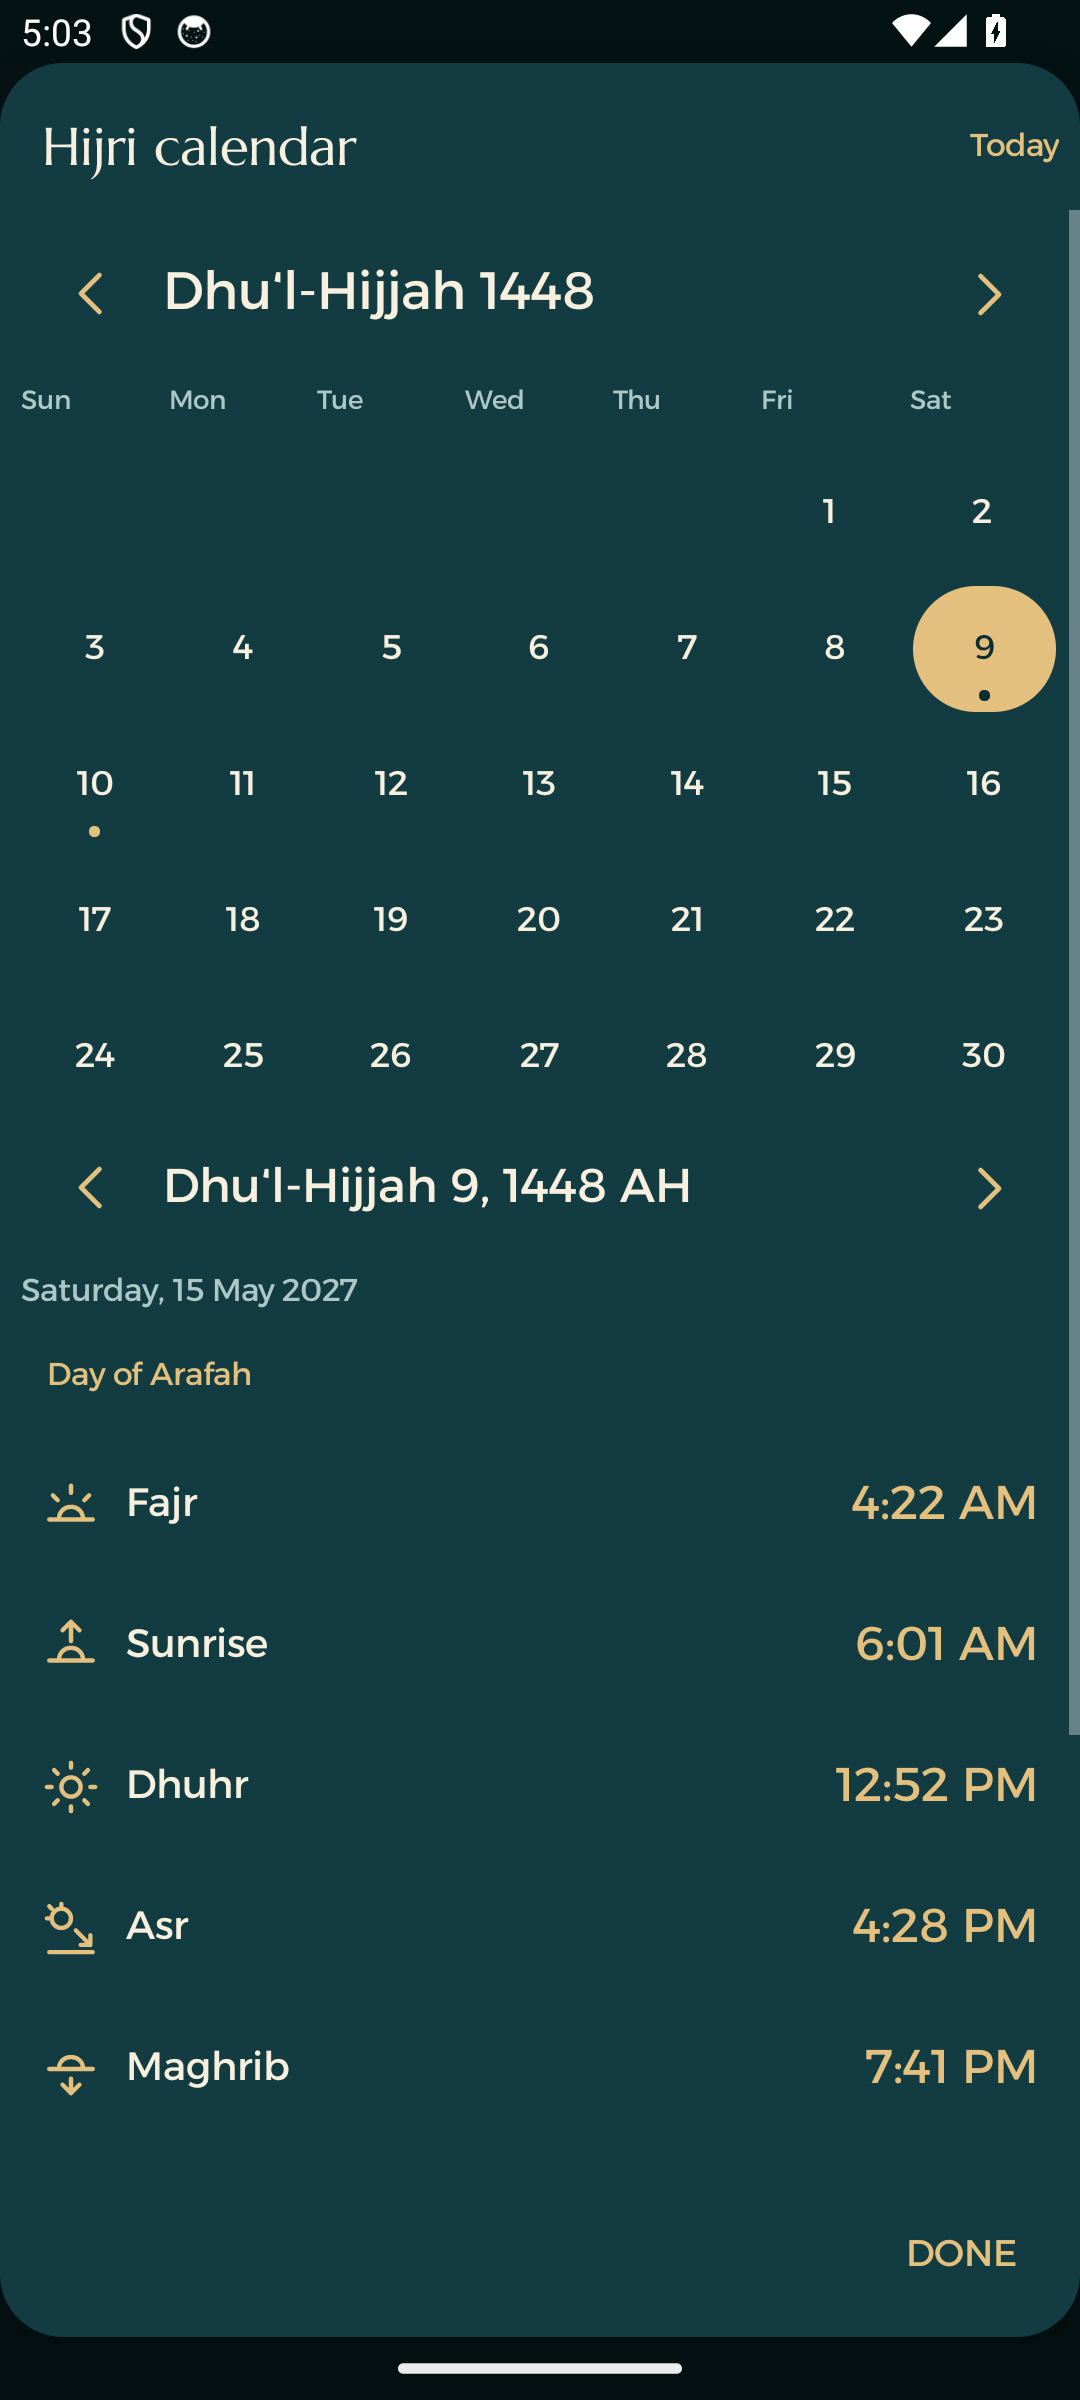 5:03
Hijri calendar
Today
Dhuʻl-Hijjah 1448
Sun Mon Tue Wed Thu Fri Sat
1 2
3 4 5 6 7 8 9
10 11 12 13 14 15 16
17 18 19 20 21 22 23
24 25 26 27 28 29 30
Dhuʻl-Hijjah 9, 1448 AH
Saturday, 15 May 2027
Day of Arafah
Fajr 4:22 AM
Sunrise 6:01 AM
Dhuhr 12:52 PM
Asr 4:28 PM
Maghrib 7:41 PM
DONE